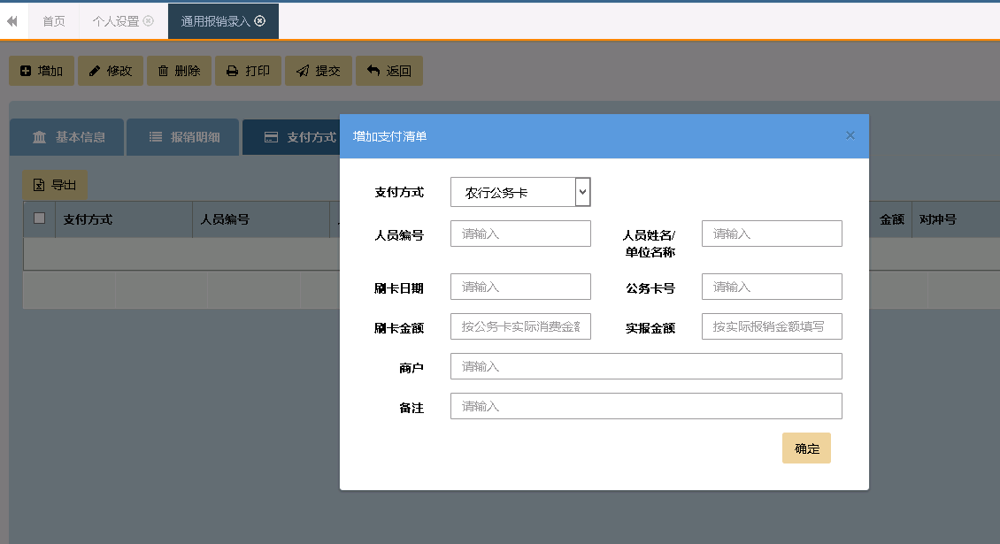 首页
个人设置
通用报销录入
增加
修改
删除
打印
提交
返回
基本信息
报销明细
支付方式
导出
支付方式
人员编号
金额
对冲号
增加支付清单
支付方式
农行公务卡
人员编号
请输入
人员姓名/
单位名称
请输入
刷卡日期
请输入
公务卡号
请输入
刷卡金额
按公务卡实际消费金额
实报金额
按实际报销金额填写
商户
请输入
备注
请输入
确定